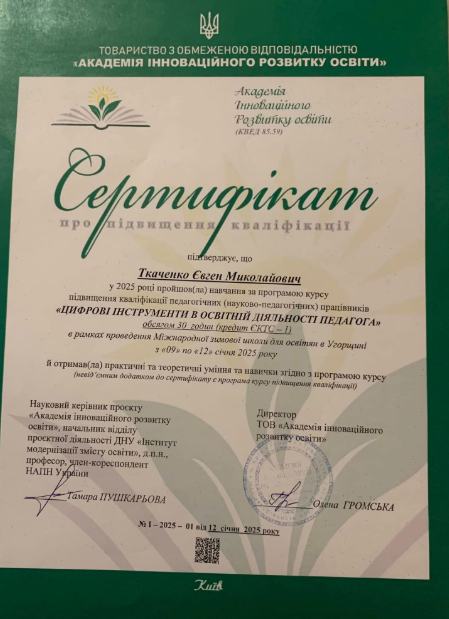 ТОВАРИСТВО З ОБМЕЖЕНОЮ ВІДПОВІДАЛЬНІСТЮ
«АКАДЕМІЯ ІННОВАЦІЙНОГО РОЗВИТКУ ОСВІТИ»
Академія
Інноваційного
Розвитку освіти
(КВЕД 85.59)
Сертифікат
про підвищення кваліфікації
підтверджує, що
Ткаченко Євген Миколайович
у 2025 році пройшов(ла) навчання за програмою курсу
підвищення кваліфікації педагогічних (науково-педагогічних) працівників
«ЦИФРОВІ ІНСТРУМЕНТИ В ОСВІТНІЙ ДІЯЛЬНОСТІ ПЕДАГОГА»
обсягом 30 годин (кредит ЄКТС – 1)
в рамках проведення Міжнародної зимової школи для освітян в Угорщині
з «09» по «12» січня 2025 року
й отримав(ла) практичні та теоретичні уміння та навички згідно з програмою курсу
(невід’ємним додатком до сертифікату є програма курсу підвищення кваліфікації)
Науковий керівник проєкту
«Академія інноваційного розвитку
освіти», начальник відділу
проєктної діяльності ДНУ «Інститут
модернізації змісту освіти», д.п.н.,
професор, член-кореспондент
НАПН України
Тамара ПУШКАРЬОВА
Директор
ТОВ «Академія інноваційного
розвитку освіти»
Олена ГРОМСЬКА
№ І – 2025 – 01 від 12 січня 2025 року
Київ